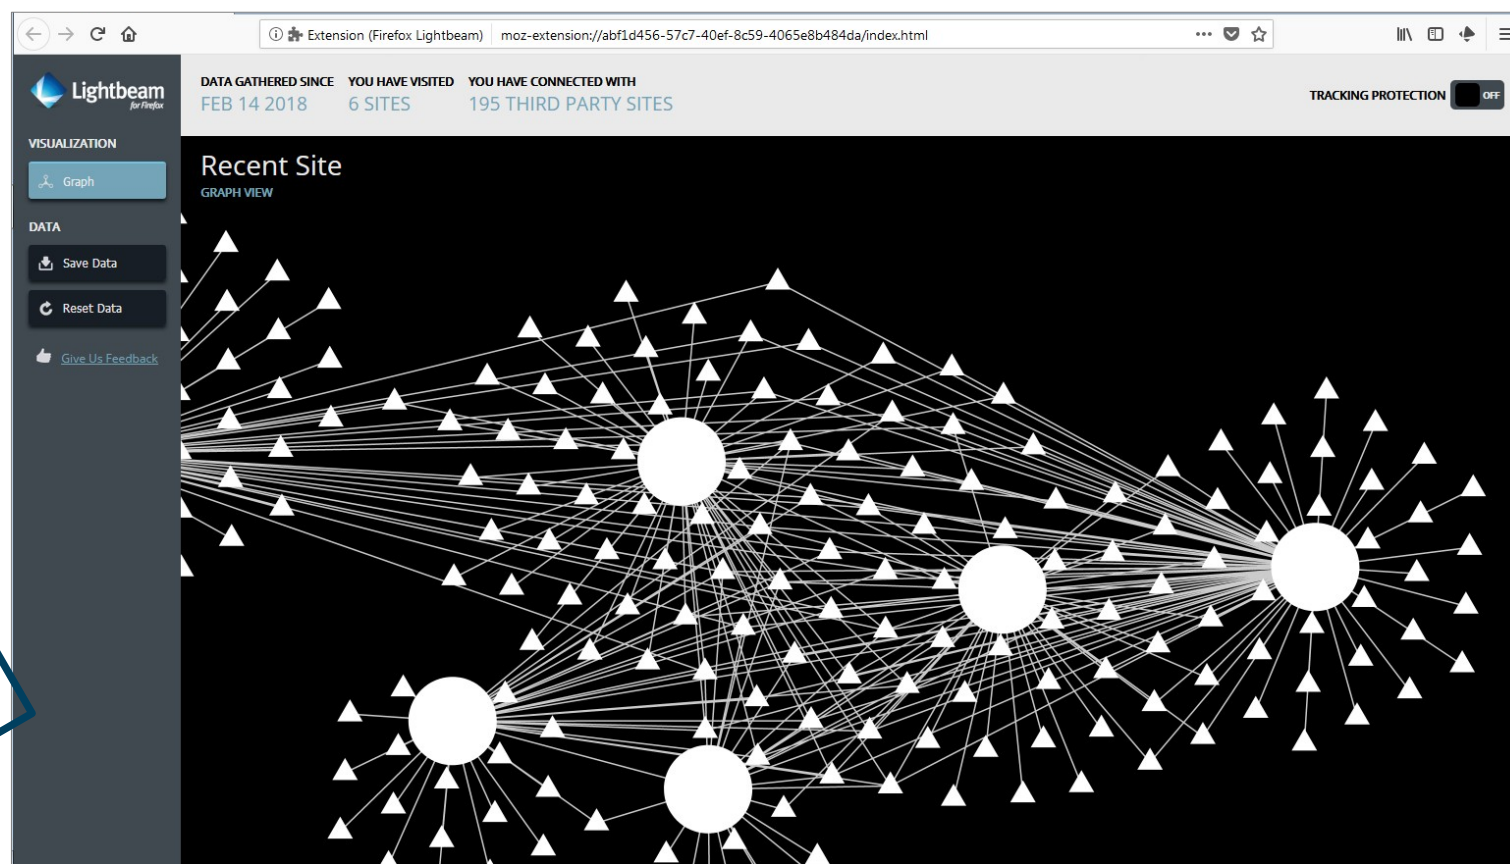 Extension (Firefox Lightbeam) moz-extension://abf1d456-57c7-40ef-8c59-4065e8b484da/index.html
Lightbeam
for Firefox
DATA GATHERED SINCE YOU HAVE VISITED YOU HAVE CONNECTED WITH
FEB 14 2018 6 SITES 195 THIRD PARTY SITES
TRACKING PROTECTION OFF
VISUALIZATION
Graph
DATA
Save Data
Reset Data
Give Us Feedback
Recent Site
GRAPH VIEW